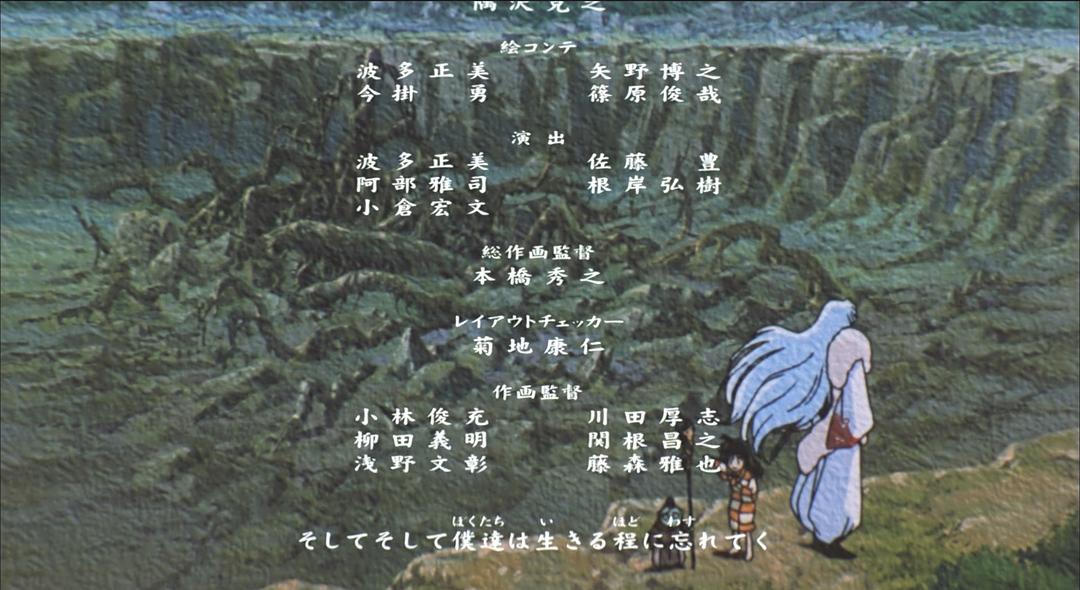 隅沢克之
絵コンテ
波多正美 矢野博之
今掛勇 篠原俊哉
演出
波多正美 佐藤豊
阿部雅司 根岸弘樹
小倉宏文
総作画監督
本橋秀之
レイアウトチェッカー
菊地康仁
作画監督
小林俊充 川田厚志
柳田義明 関根昌之
浅野文彰 藤森雅也
ぼくたち い ほど わす
そしてそして僕達は生きる程に忘れてく